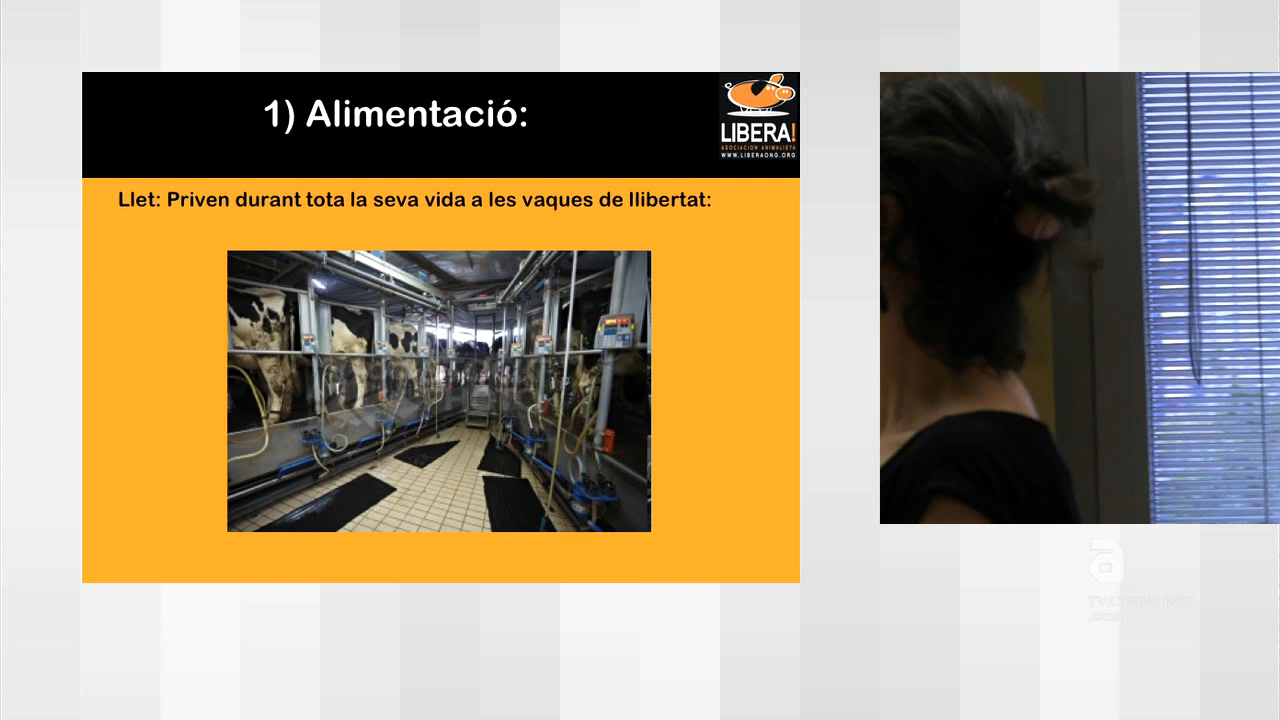 1) Alimentació:
LIBERA!
ASOCIACION ANIMALISTA
WWW.LIBERAONG.ORG
Llet: Priven durant tota la seva vida a les vaques de llibertat:
a